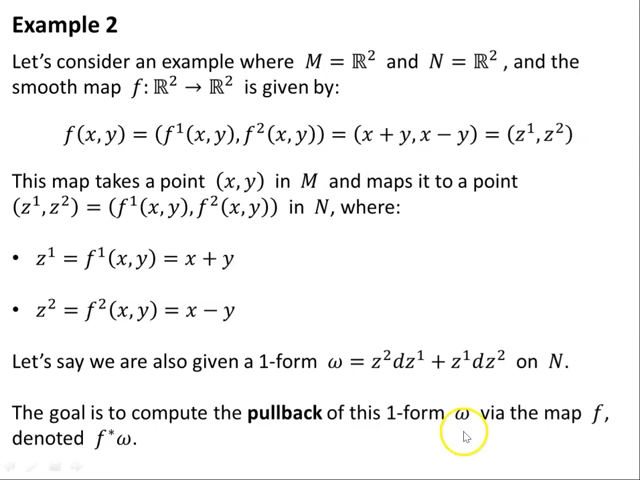 Example 2
Let's consider an example where M = ℝ² and N = ℝ² , and the
smooth map f: ℝ² → ℝ² is given by:
f(x, y) = (f¹(x, y), f²(x, y)) = (x + y, x − y) = (z¹, z²)
This map takes a point (x, y) in M and maps it to a point
(z¹, z²) = (f¹(x, y), f²(x, y)) in N, where:
• z¹ = f¹(x, y) = x + y
• z² = f²(x, y) = x − y
Let's say we are also given a 1-form ω = z²dz¹ + z¹dz² on N.
The goal is to compute the pullback of this 1-form ω via the map f,
denoted f*ω.